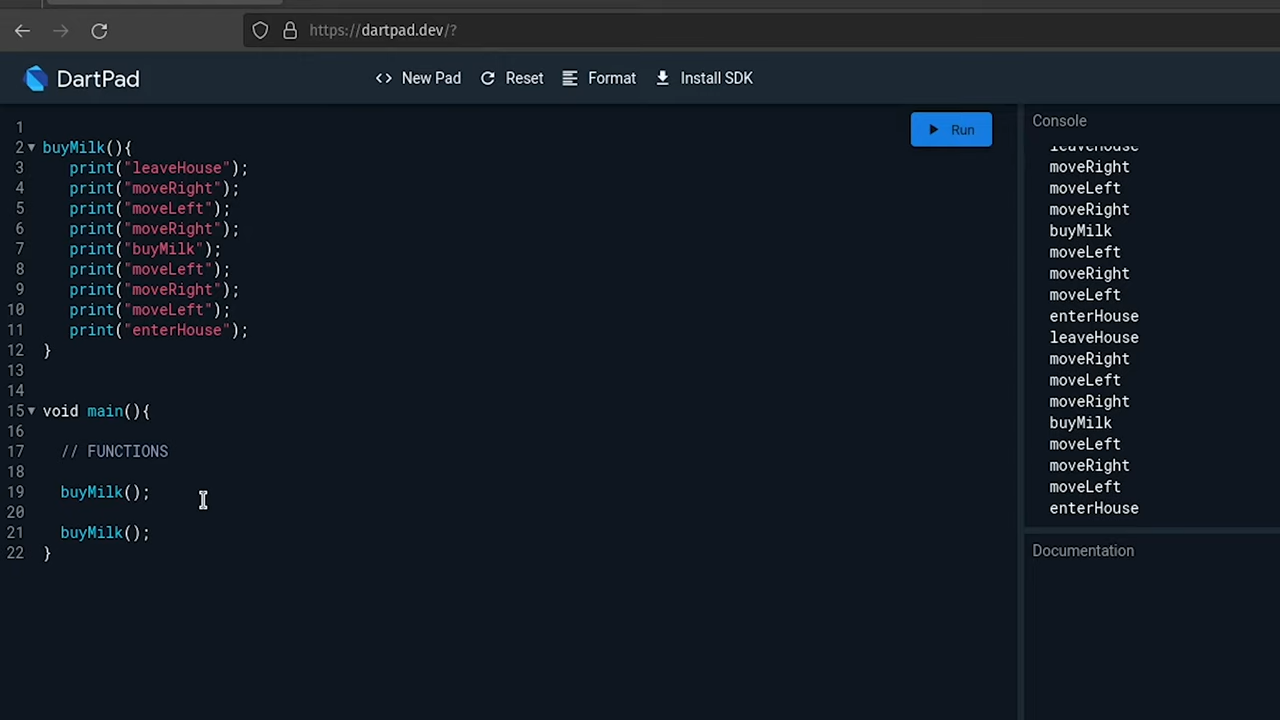 https://dartpad.dev/?
DartPad
<> New Pad
Reset
Format
Install SDK
Run
1
2 buyMilk(){
3 print("leaveHouse");
4 print("moveRight");
5 print("moveLeft");
6 print("moveRight");
7 print("buyMilk");
8 print("moveLeft");
9 print("moveRight");
10 print("moveLeft");
11 print("enterHouse");
12 }
13
14
15 void main(){
16
17 // FUNCTIONS
18
19 buyMilk();
20
21 buyMilk();
22 }
Console
leaveHouse
moveRight
moveLeft
moveRight
buyMilk
moveLeft
moveRight
moveLeft
enterHouse
leaveHouse
moveRight
moveLeft
moveRight
buyMilk
moveLeft
moveRight
moveLeft
enterHouse
Documentation